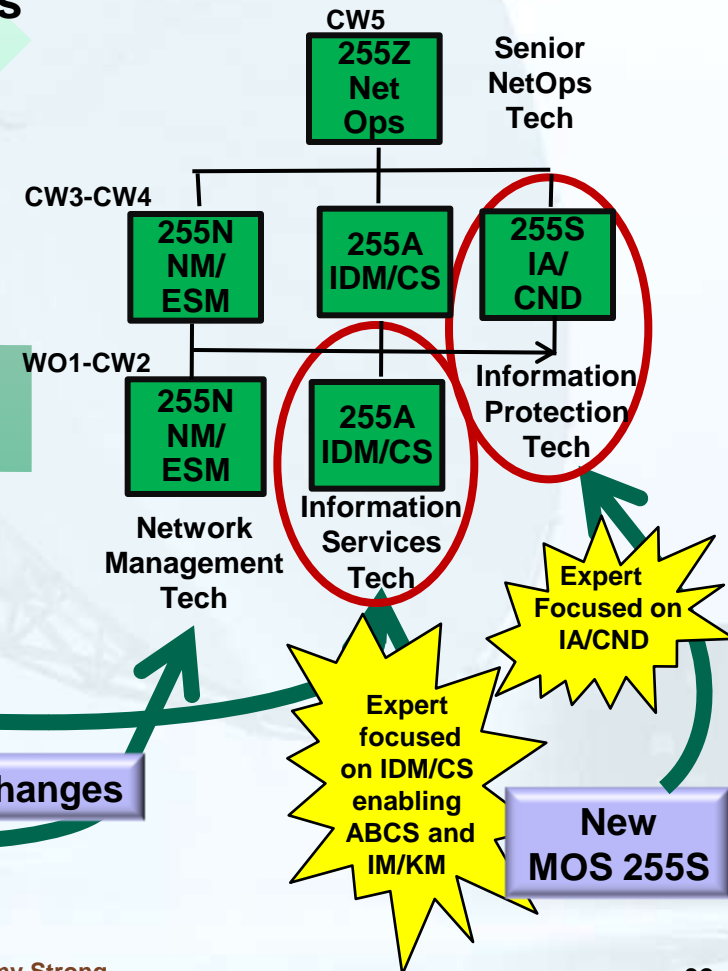 s
CW5
255Z
Net
Ops
Senior
NetOps
Tech
CW3-CW4
255N
NM/
ESM
255A
IDM/CS
255S
IA/
CND
WO1-CW2
255N
NM/
ESM
255A
IDM/CS
Information
Protection
Tech
Network
Management
Tech
Information
Services
Tech
Expert
Focused on
IA/CND
Expert
focused
on IDM/CS
enabling
ABCS and
IM/KM
hanges
New
MOS 255S
Strong